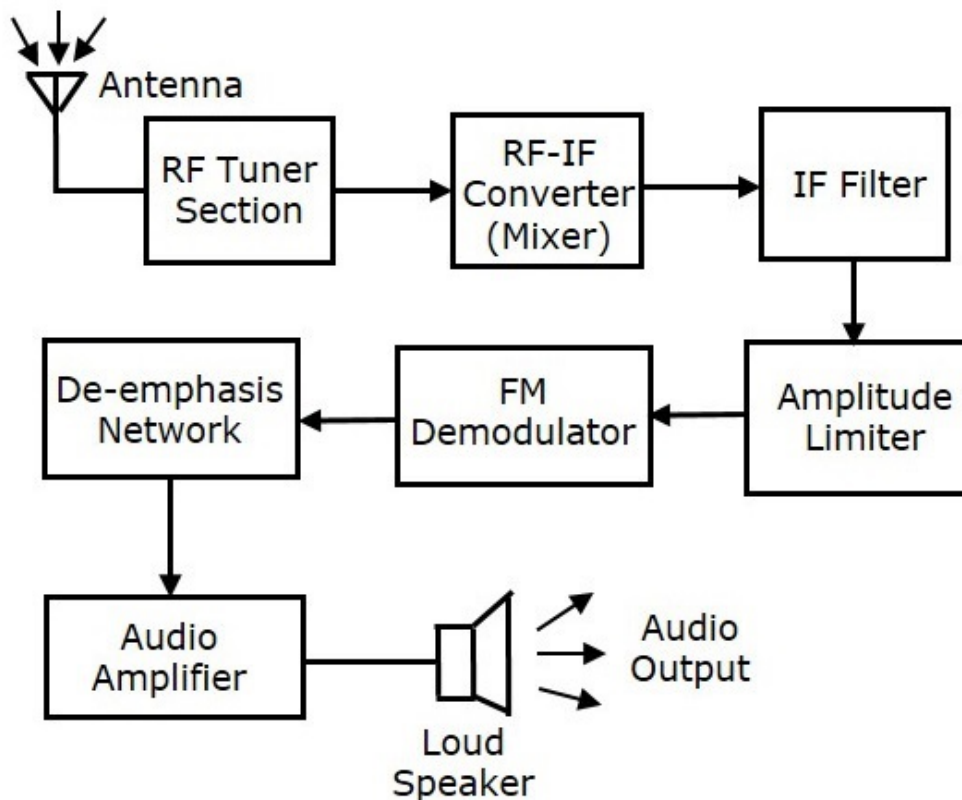 Antenna
RF Tuner
Section
RF-IF
Converter
(Mixer)
IF Filter
Amplitude
Limiter
FM
Demodulator
De-emphasis
Network
Audio
Amplifier
Loud
Speaker
Audio
Output